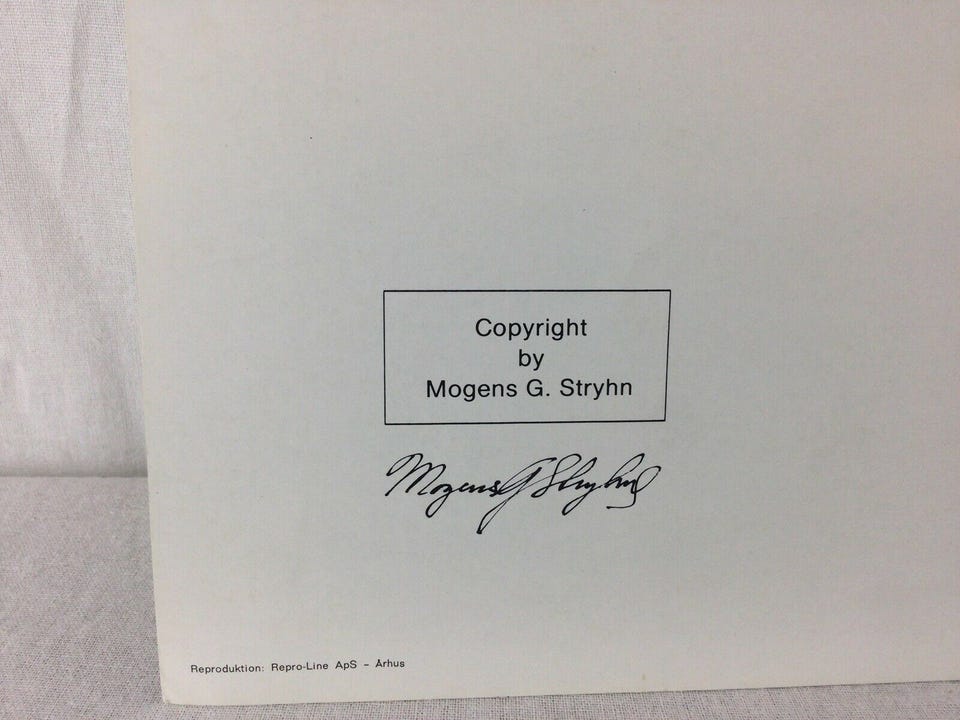 Copyright
by
Mogens G. Stryhn
Mogens G Stryhn
Reproduktion: Repro-Line ApS - Århus